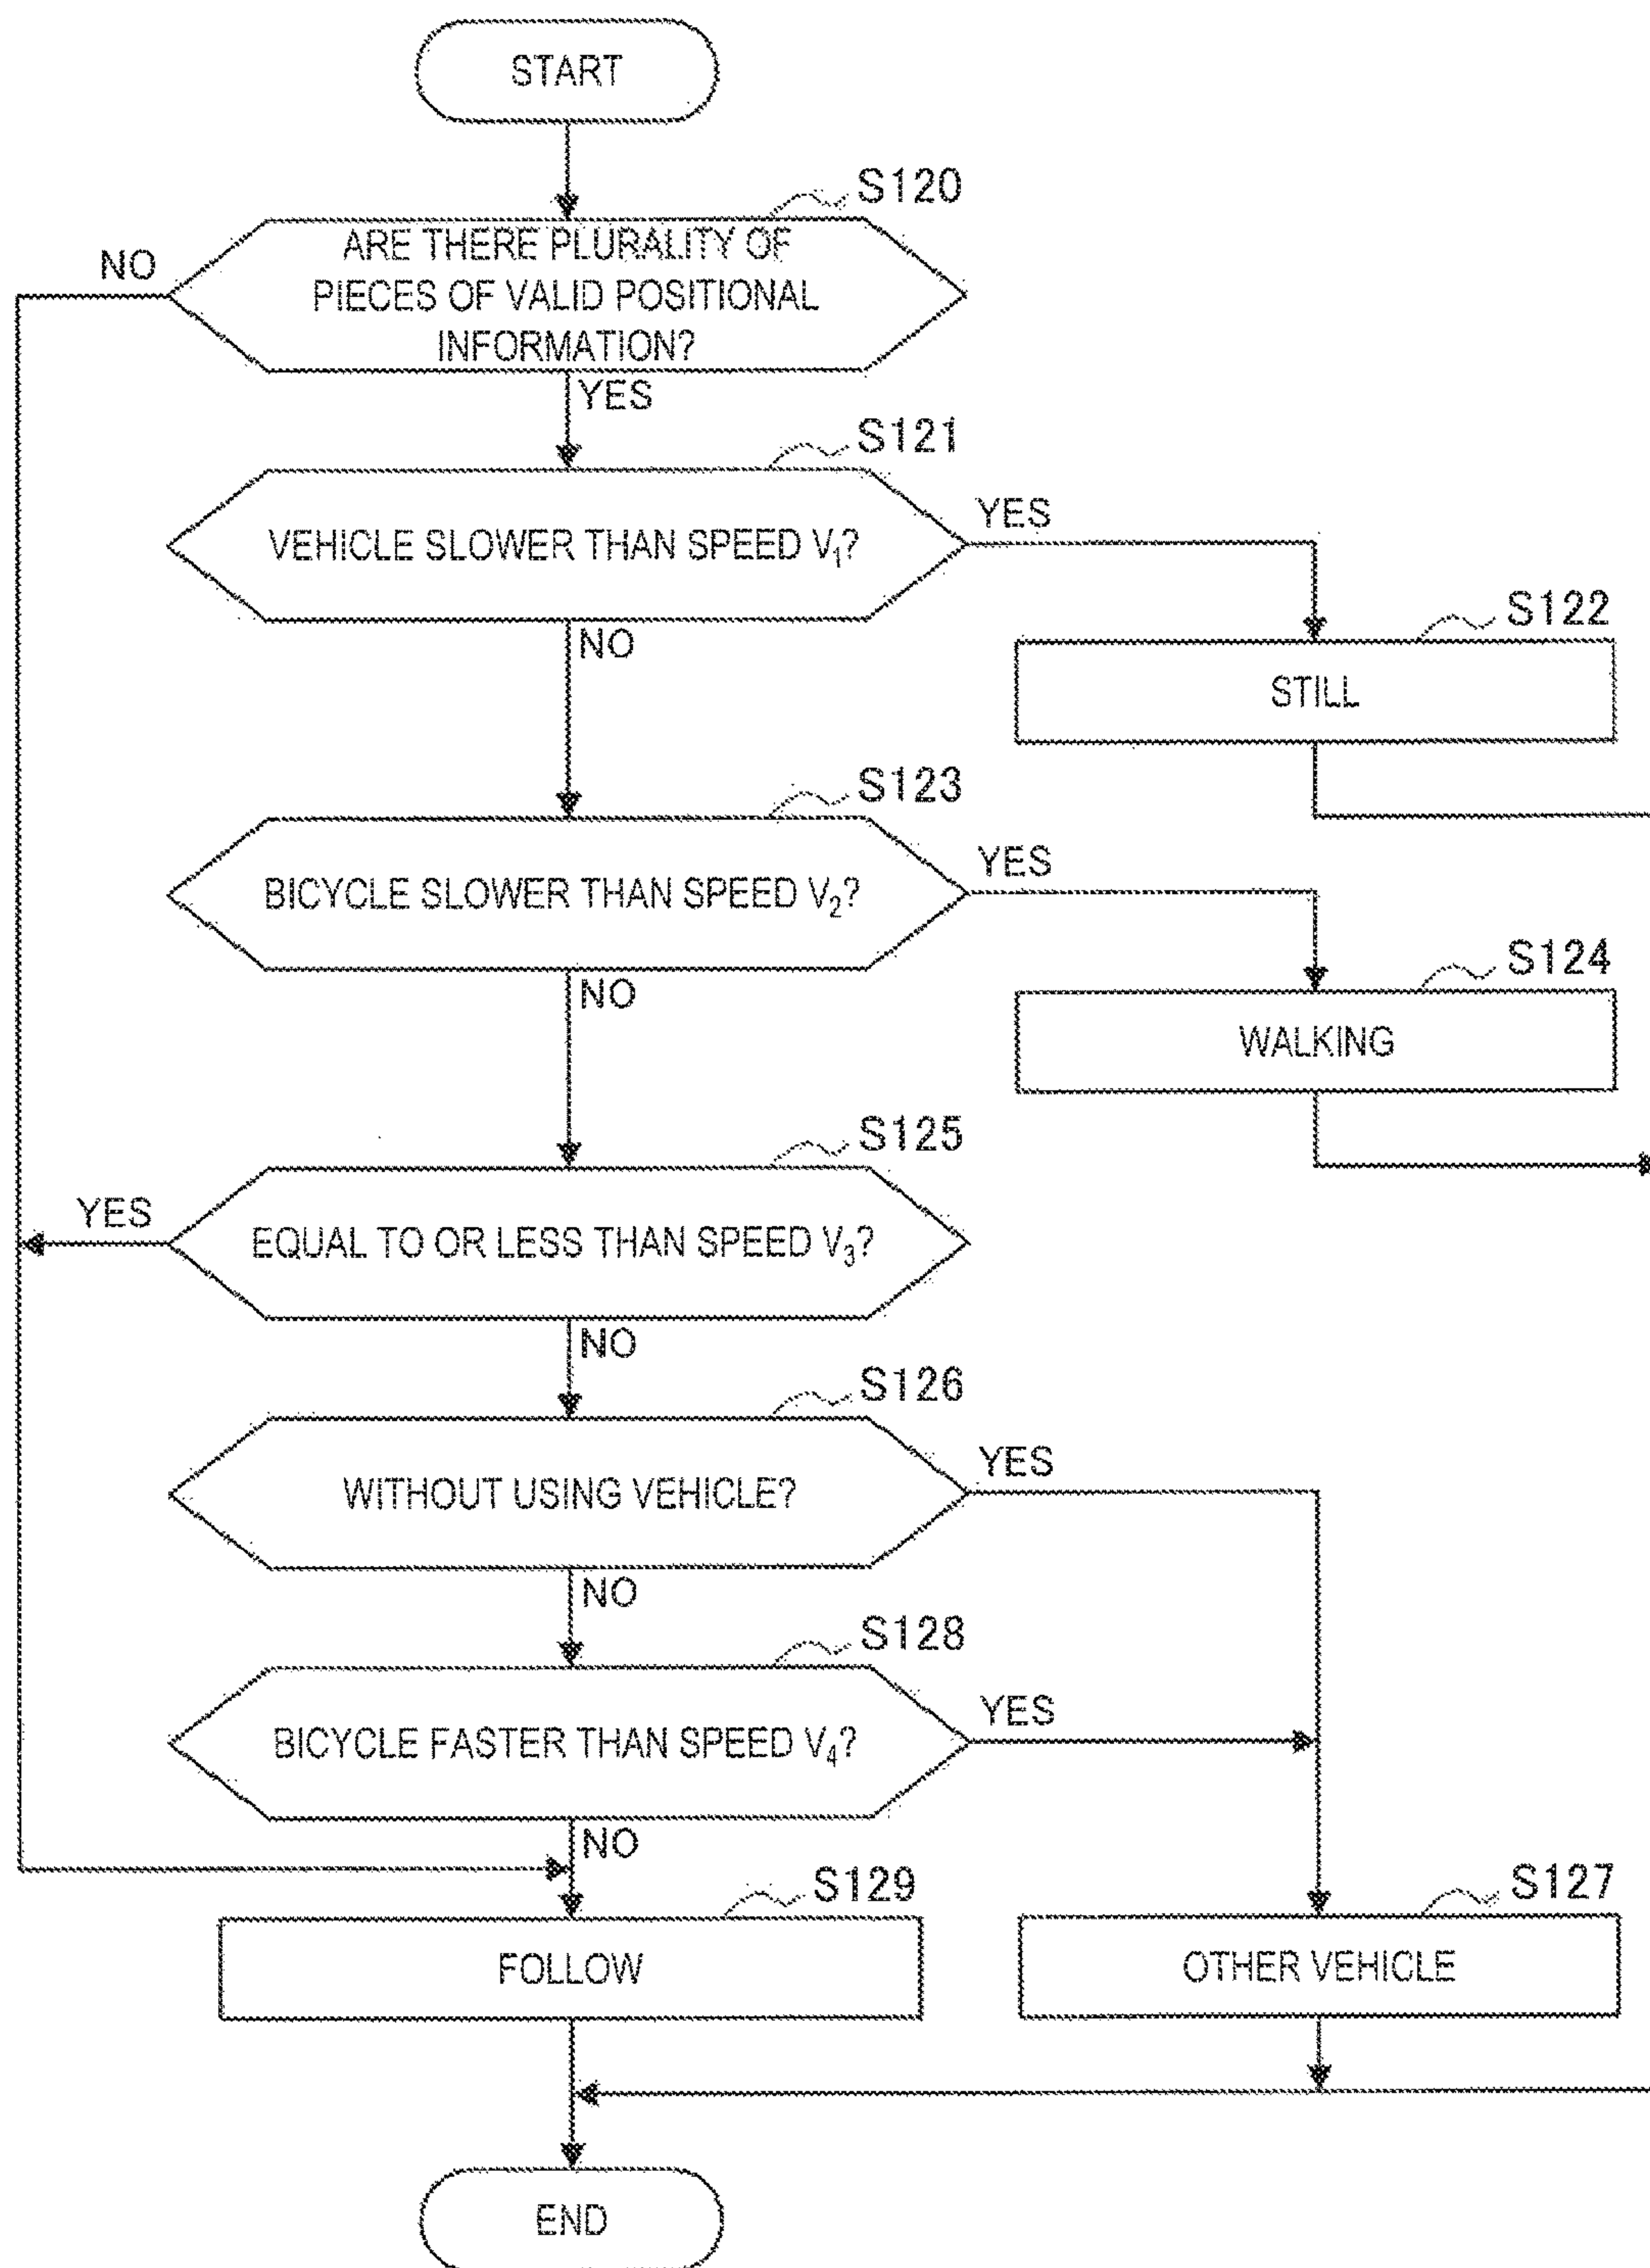 START
S120
ARE THERE PLURALITY OF
PIECES OF VALID POSITIONAL
INFORMATION?
NO
YES
S121
VEHICLE SLOWER THAN SPEED V₁?
YES
NO
S122
STILL
S123
BICYCLE SLOWER THAN SPEED V₂?
YES
NO
S124
WALKING
S125
EQUAL TO OR LESS THAN SPEED V₃?
YES
NO
S126
WITHOUT USING VEHICLE?
YES
NO
S128
BICYCLE FASTER THAN SPEED V₄?
YES
NO
S129
FOLLOW
S127
OTHER VEHICLE
END